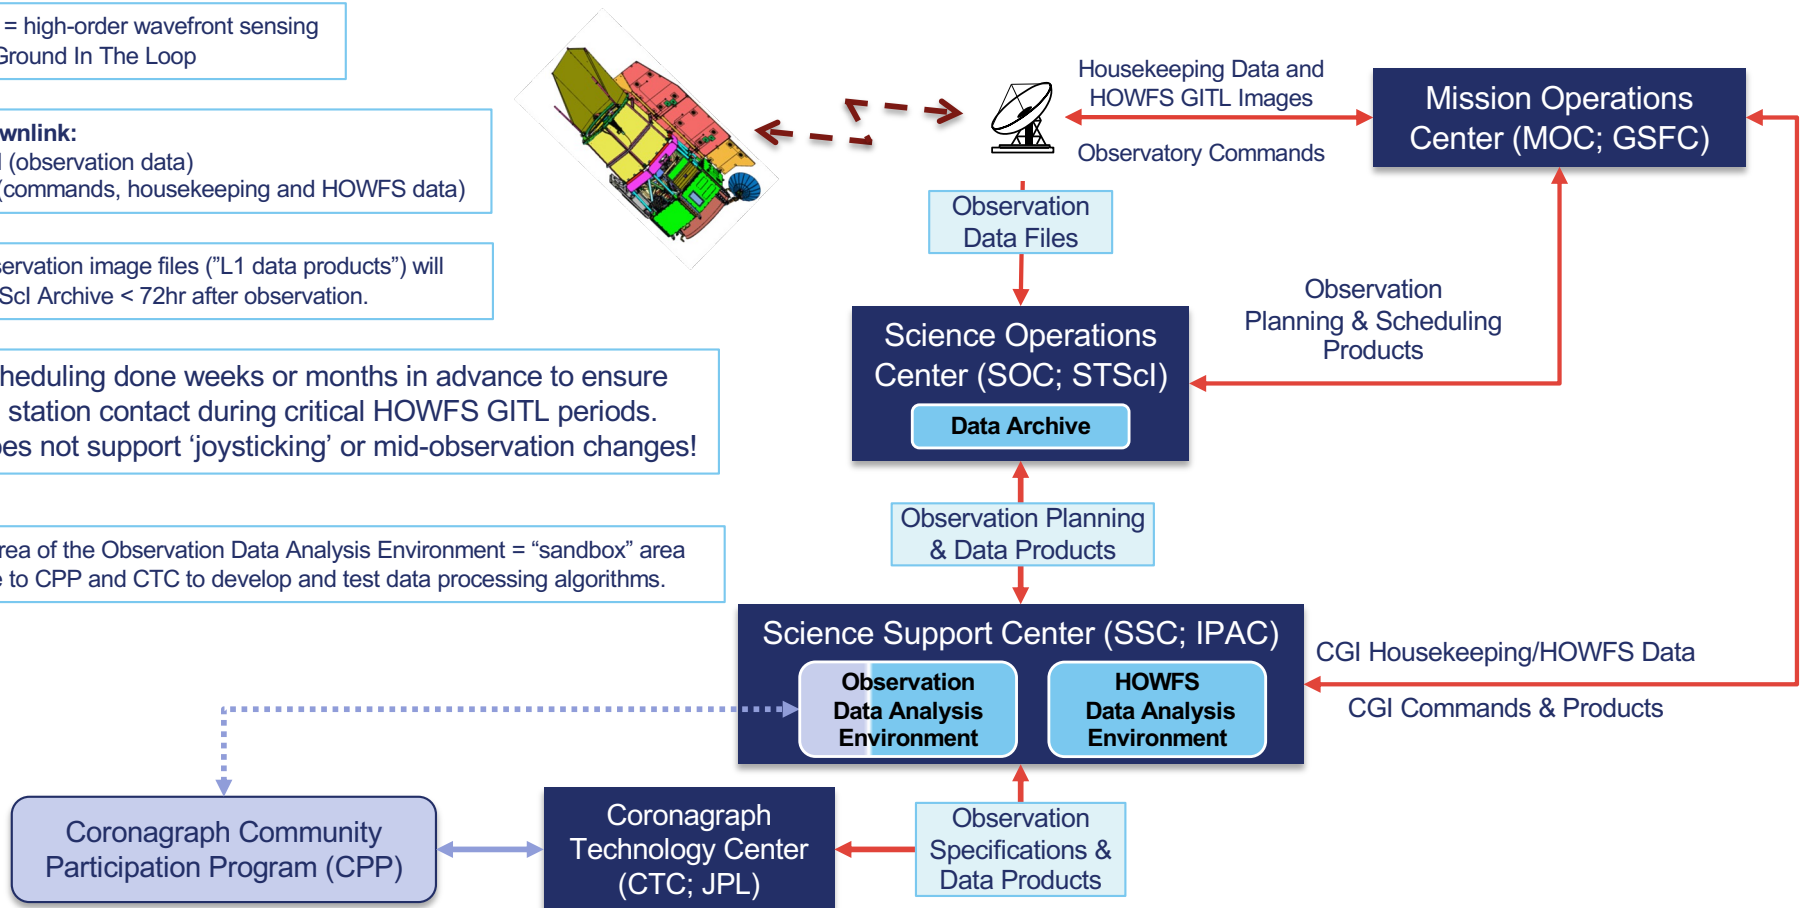 = high-order wavefront sensing
Ground In The Loop
wnlink:
(observation data)
(commands, housekeeping and HOWFS data)
servation image files (”L1 data products”) will
ScI Archive < 72hr after observation.
heduling done weeks or months in advance to ensure
station contact during critical HOWFS GITL periods.
oes not support ‘joysticking’ or mid-observation changes!
rea of the Observation Data Analysis Environment = “sandbox” area
e to CPP and CTC to develop and test data processing algorithms.
Housekeeping Data and
HOWFS GITL Images
Observatory Commands
Mission Operations
Center (MOC; GSFC)
Observation
Data Files
Science Operations
Center (SOC; STScI)
Data Archive
Observation
Planning & Scheduling
Products
Observation Planning
& Data Products
Science Support Center (SSC; IPAC)
Observation
Data Analysis
Environment
HOWFS
Data Analysis
Environment
CGI Housekeeping/HOWFS Data
CGI Commands & Products
Coronagraph Community
Participation Program (CPP)
Coronagraph
Technology Center
(CTC; JPL)
Observation
Specifications &
Data Products